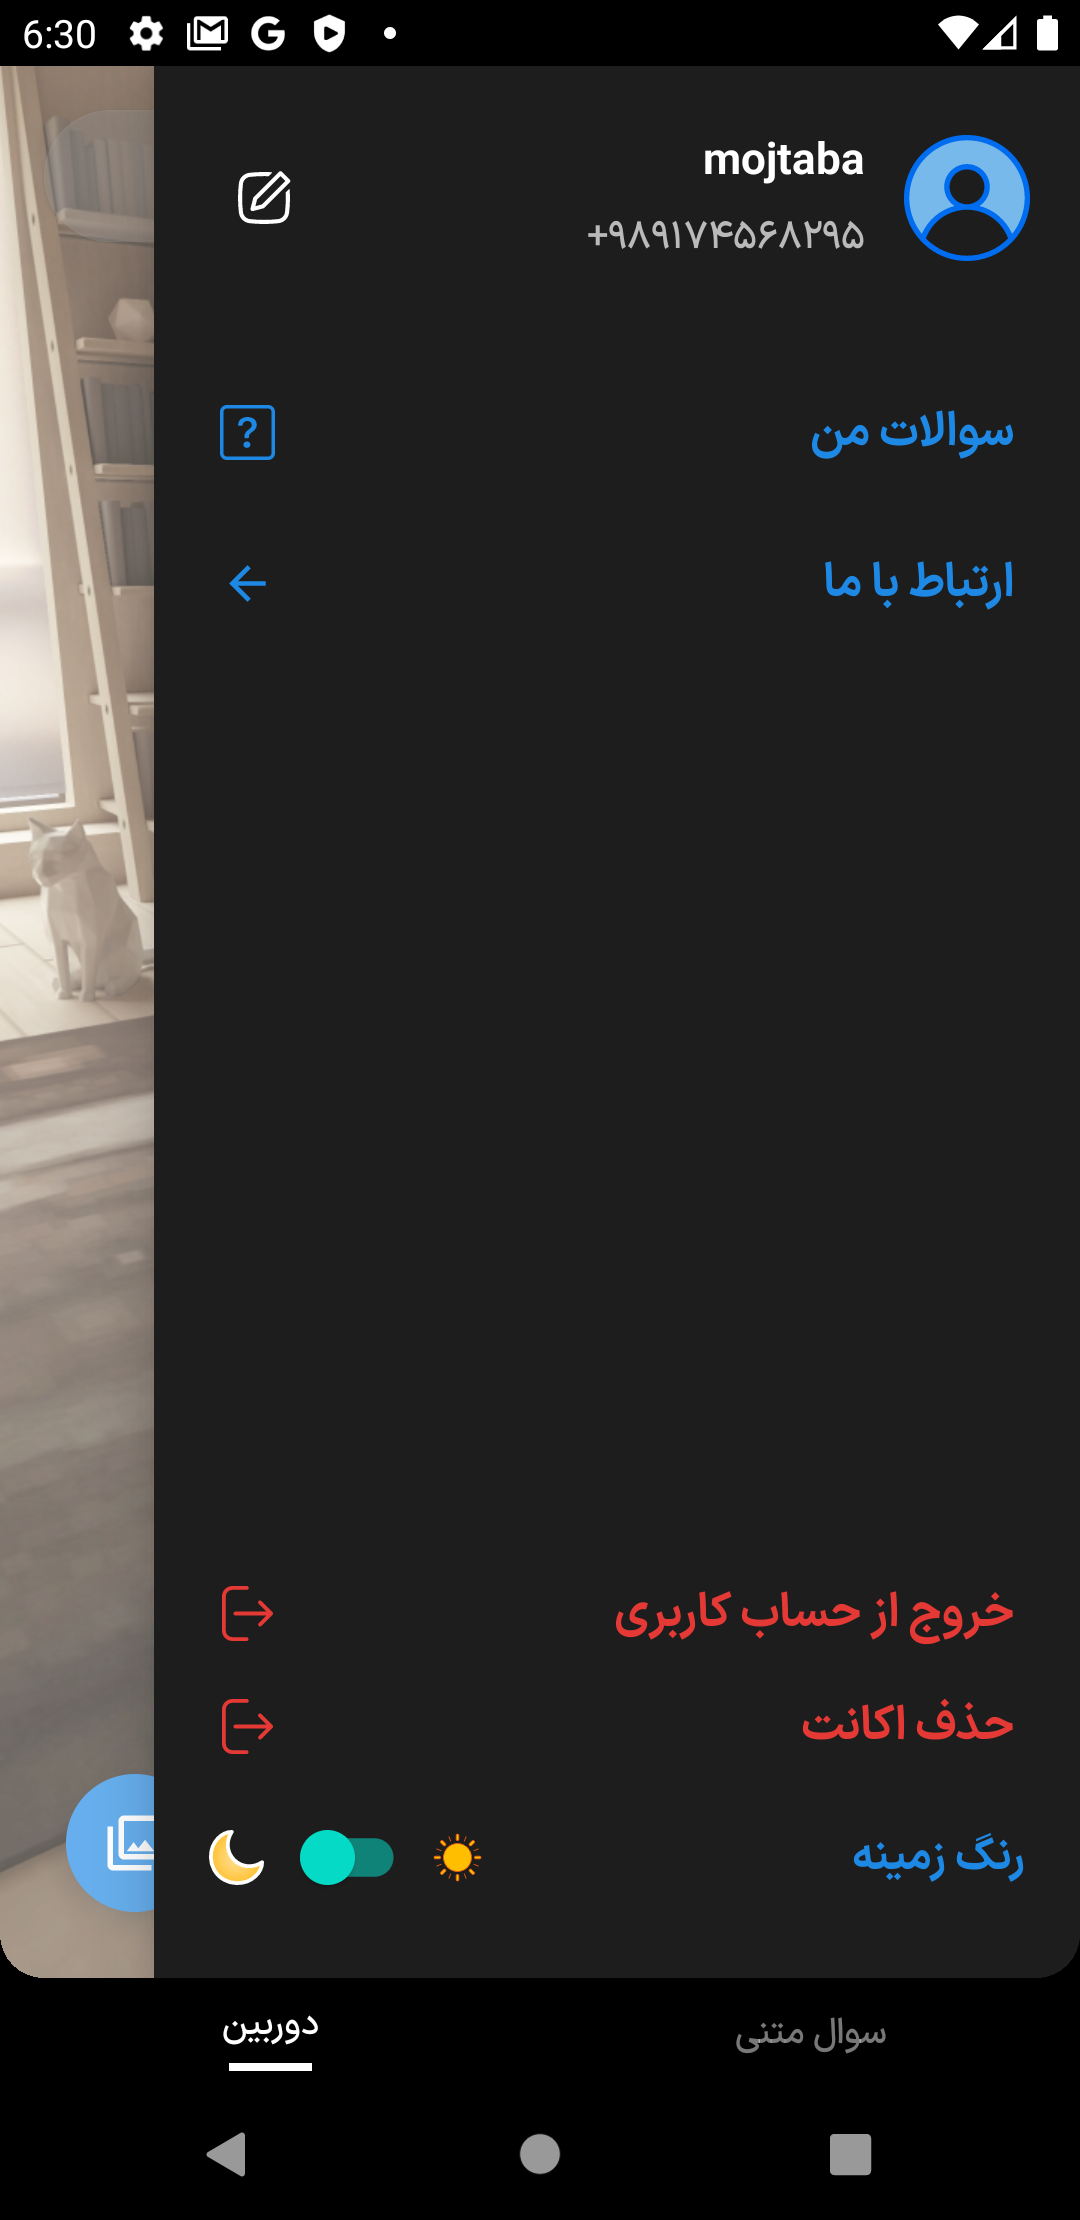 6:30
mojtaba
+۹۸۹۱۷۴۵۶۸۲۹۵
سوالات من
ارتباط با ما
خروج از حساب کاربری
حذف اکانت
رنگ زمینه
سوال متنی
دوربین